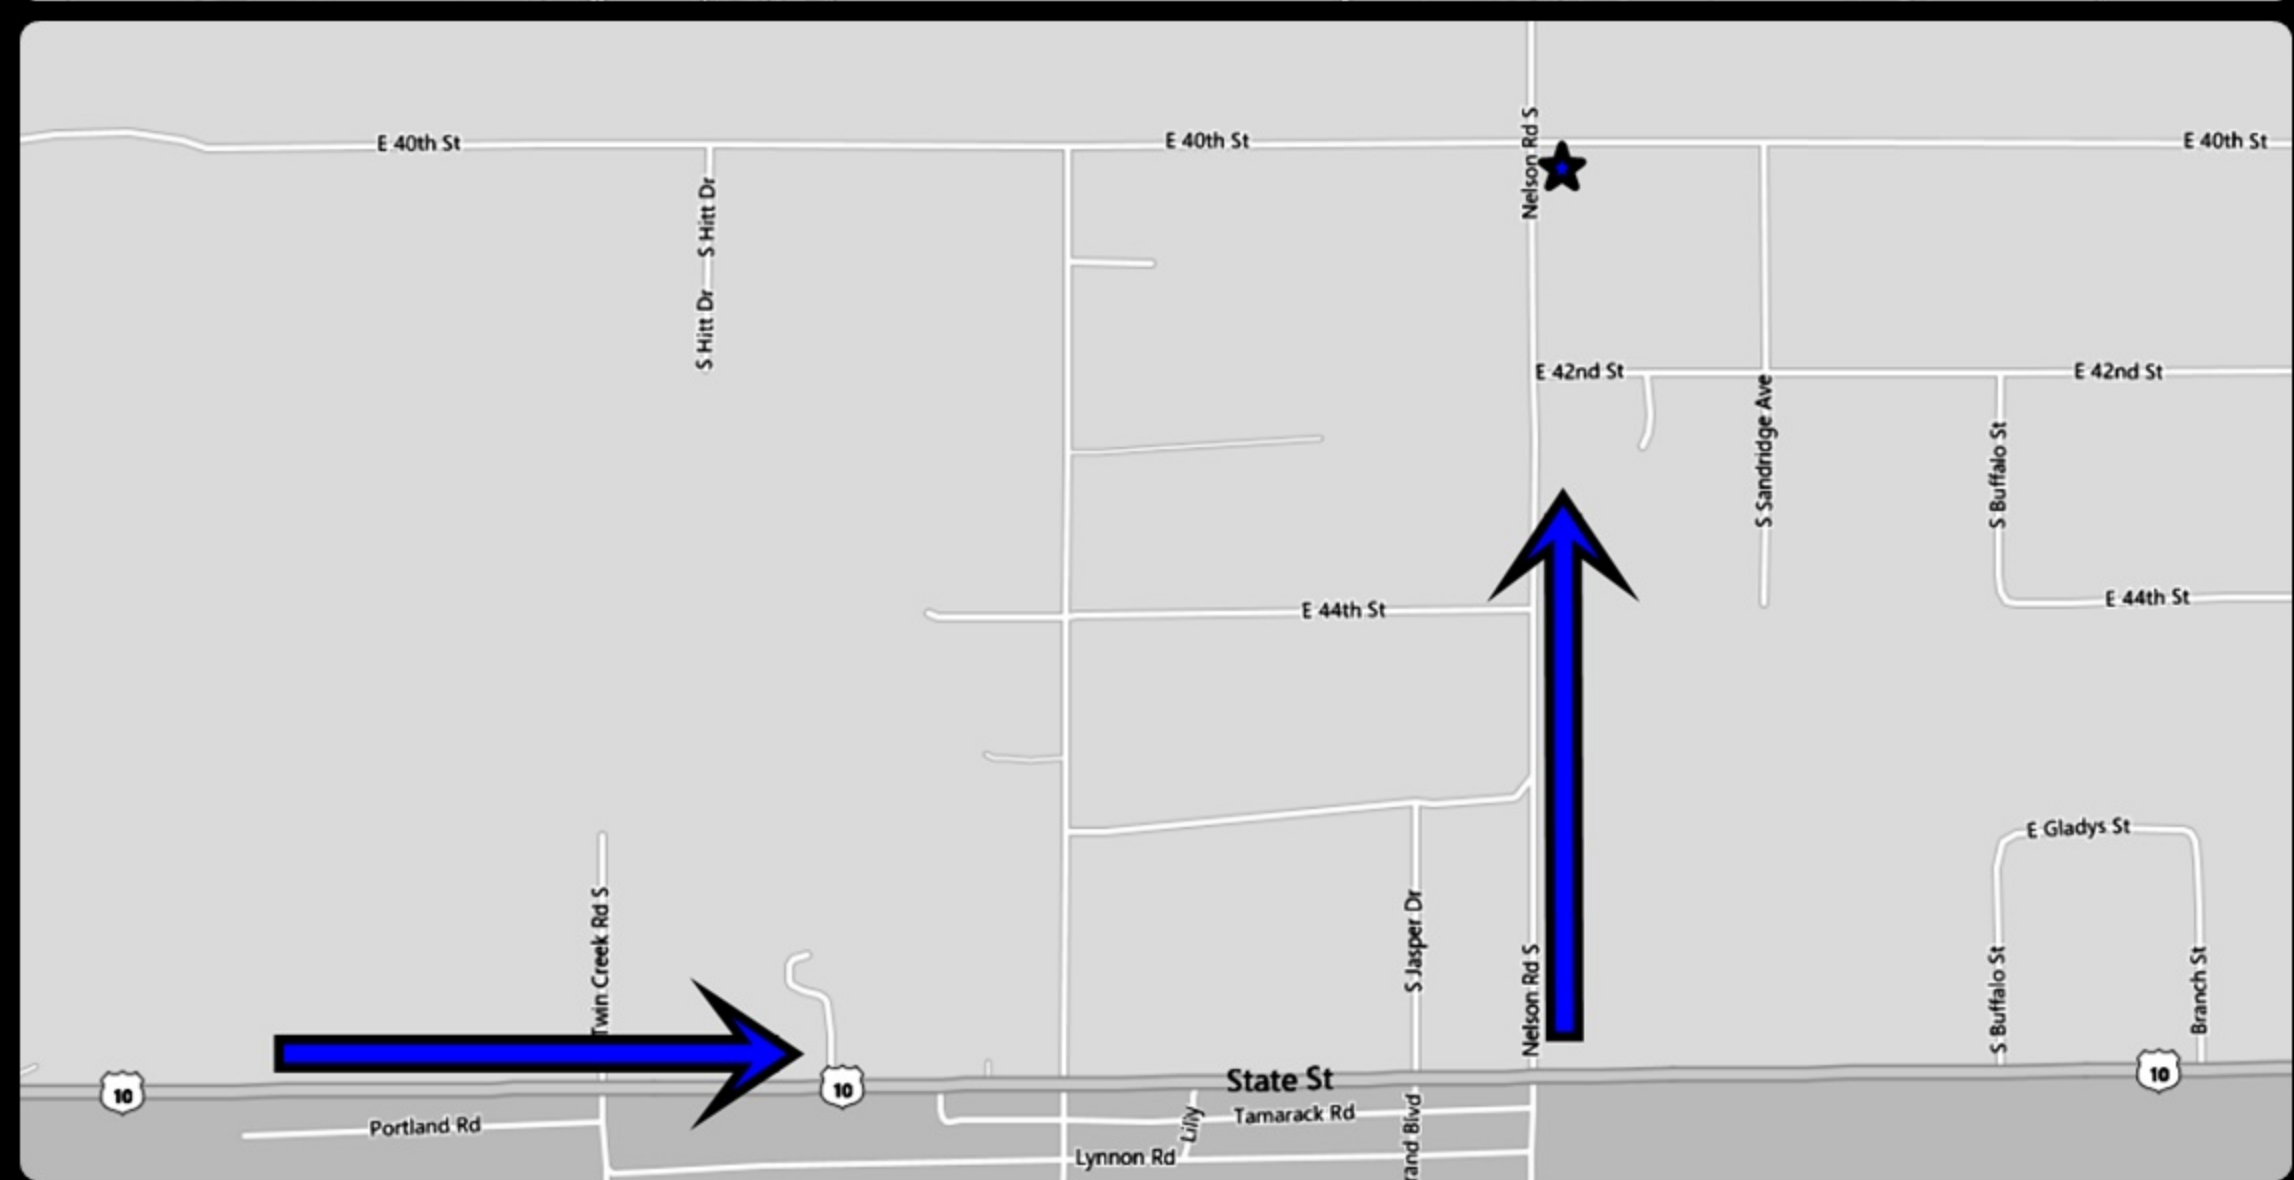 E 40th St
E 40th St
E 40th St
Nelson Rd S
S Hitt Dr
S Hitt Dr
E 42nd St
E 42nd St
S Sandridge Ave
S Buffalo St
E 44th St
E 44th St
E Gladys St
Twin Creek Rd S
S Jasper Dr
Nelson Rd S
S Buffalo St
Branch St
10
10
State St
10
Portland Rd
Lilly
Tamarack Rd
rand Blvd
Lynnon Rd